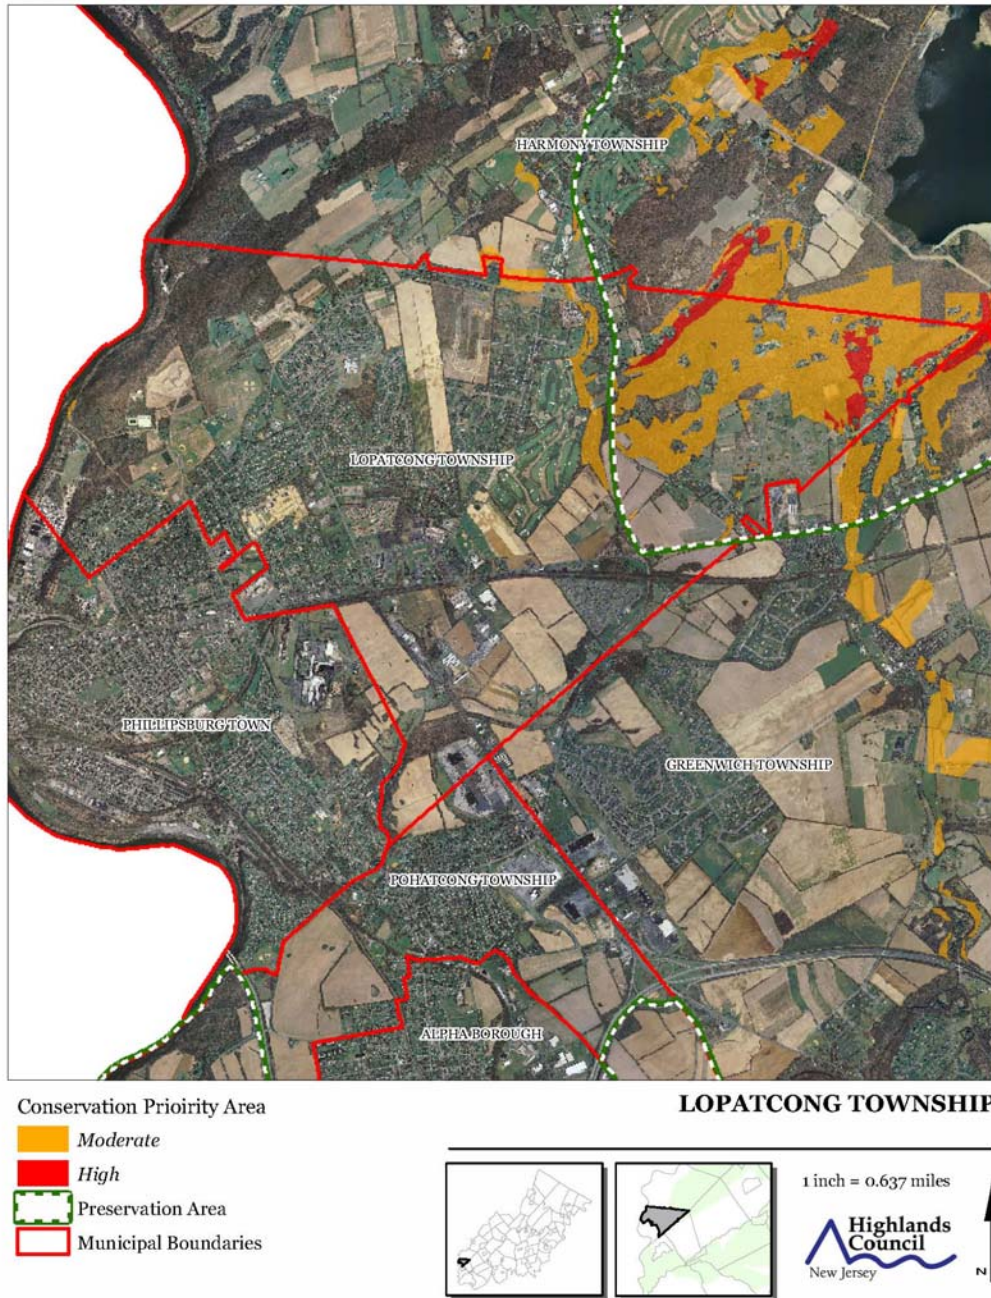 HARMONY TOWNSHIP
LOPATCONG TOWNSHIP
PHILLIPSBURG TOWN
GREENWICH TOWNSHIP
POHATCONG TOWNSHIP
ALPHA BOROUGH
Conservation Prioirity Area
Moderate
High
Preservation Area
Municipal Boundaries
LOPATCONG TOWNSHIP
1 inch = 0.637 miles
Highlands
Council
New Jersey
N